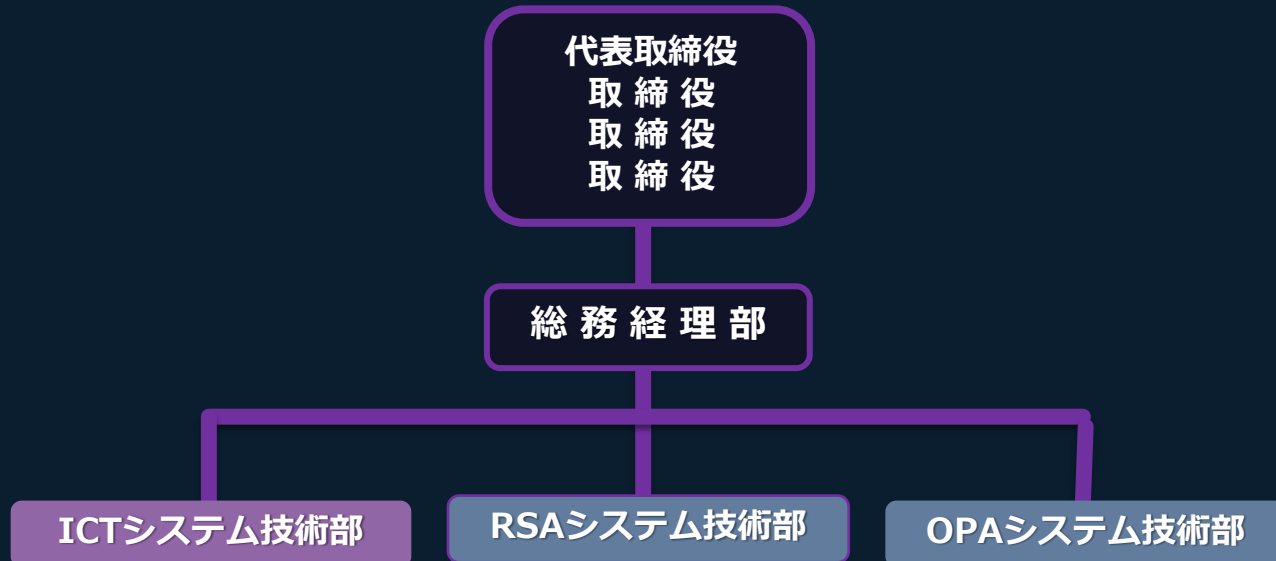 代表取締役
取 締 役
取 締 役
取 締 役
総 務 経 理 部
ICTシステム技術部
RSAシステム技術部
OPAシステム技術部